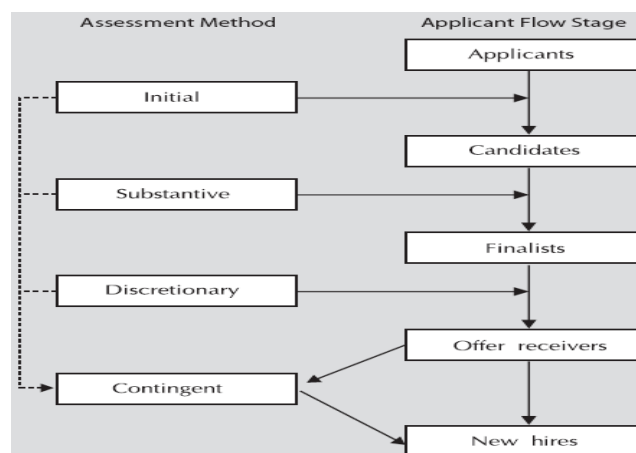 Assessment Method
Applicant Flow Stage
Applicants
Initial
Candidates
Substantive
Finalists
Discretionary
Offer receivers
Contingent
New hires